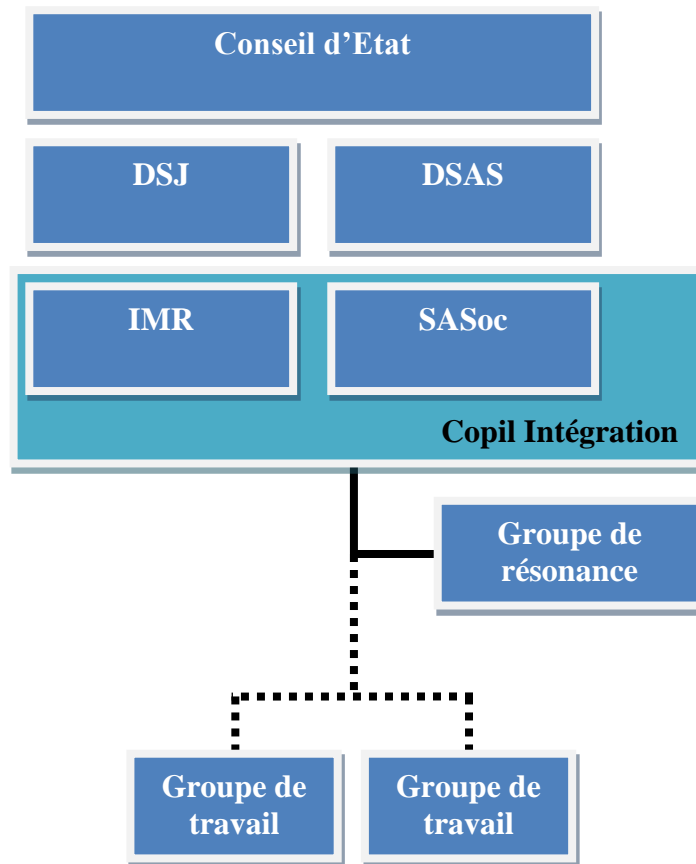 Conseil d’Etat
DSJ
DSAS
IMR
SASoc
Copil Intégration
Groupe de
résonance
Groupe de
travail
Groupe de
travail